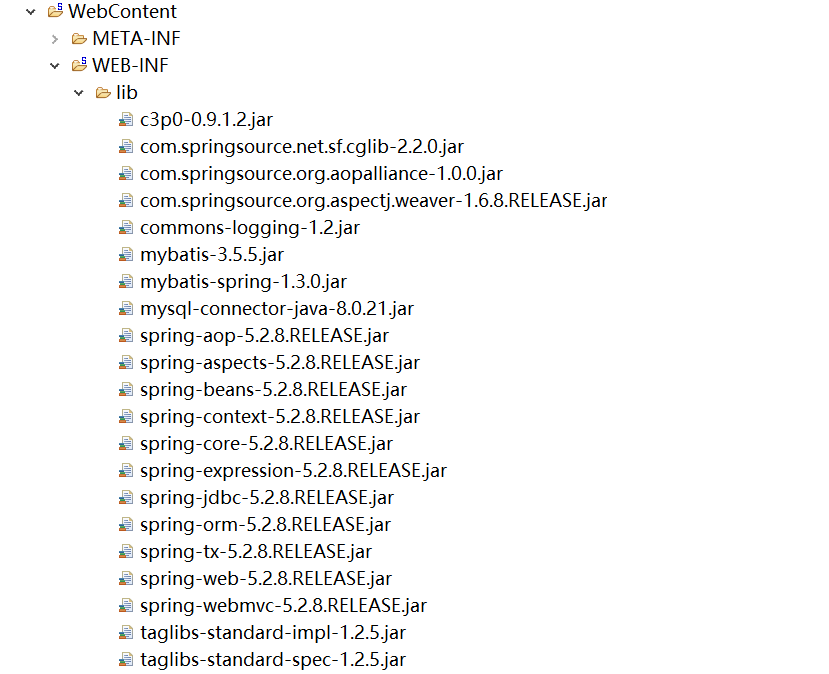 WebContent
META-INF
WEB-INF
lib
c3p0-0.9.1.2.jar
com.springsource.net.sf.cglib-2.2.0.jar
com.springsource.org.aopalliance-1.0.0.jar
com.springsource.org.aspectj.weaver-1.6.8.RELEASE.jar
commons-logging-1.2.jar
mybatis-3.5.5.jar
mybatis-spring-1.3.0.jar
mysql-connector-java-8.0.21.jar
spring-aop-5.2.8.RELEASE.jar
spring-aspects-5.2.8.RELEASE.jar
spring-beans-5.2.8.RELEASE.jar
spring-context-5.2.8.RELEASE.jar
spring-core-5.2.8.RELEASE.jar
spring-expression-5.2.8.RELEASE.jar
spring-jdbc-5.2.8.RELEASE.jar
spring-orm-5.2.8.RELEASE.jar
spring-tx-5.2.8.RELEASE.jar
spring-web-5.2.8.RELEASE.jar
spring-webmvc-5.2.8.RELEASE.jar
taglibs-standard-impl-1.2.5.jar
taglibs-standard-spec-1.2.5.jar